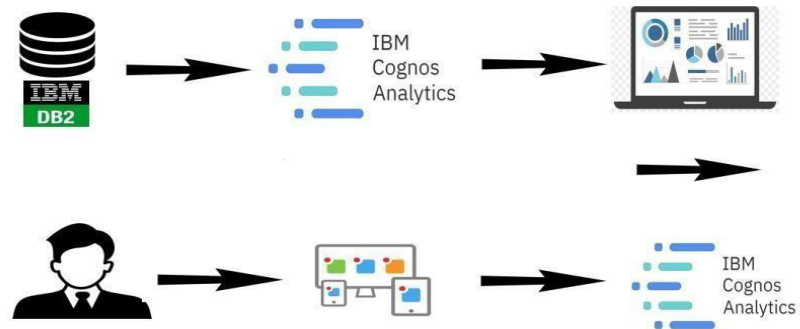 IBM
DB2
IBM
Cognos
Analytics
IBM
Cognos
Analytics